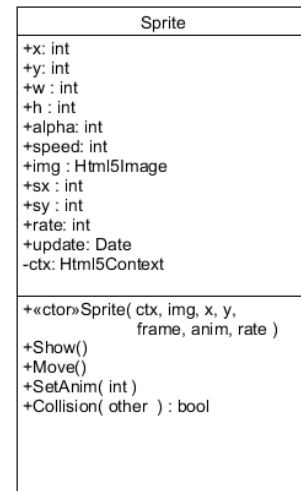 Sprite
+x: int
+y: int
+w : int
+h : int
+alpha: int
+speed: int
+img : Html5Image
+sx : int
+sy : int
+rate: int
+update: Date
-ctx: Html5Context
+«ctor»Sprite( ctx, img, x, y,
frame, anim, rate )
+Show()
+Move()
+SetAnim( int )
+Collision( other ) : bool